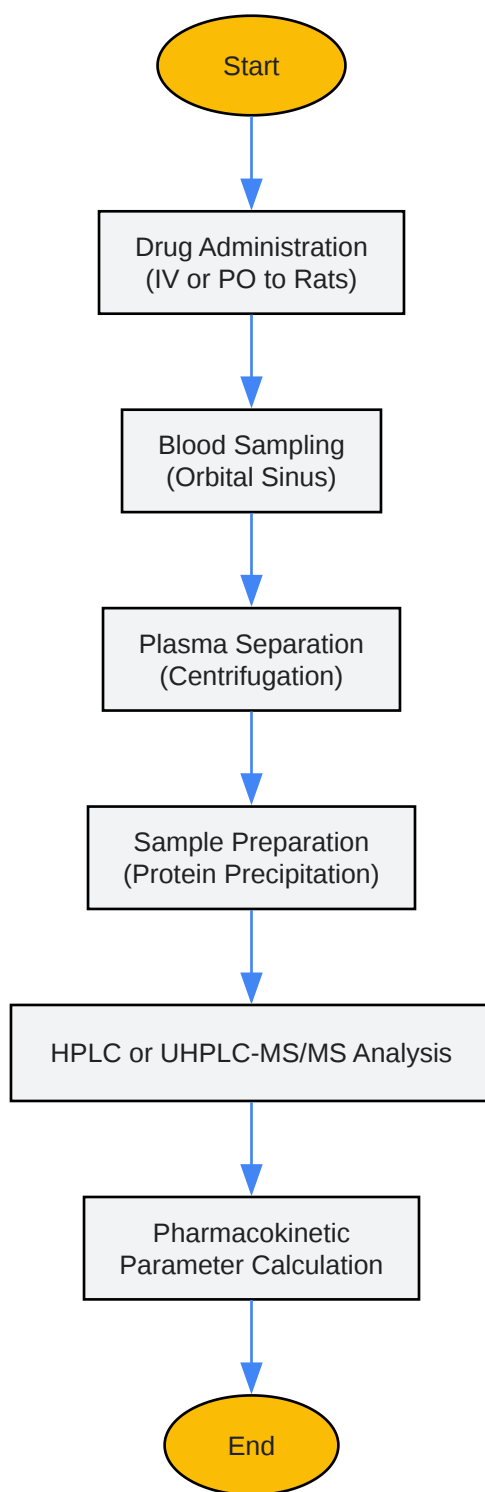 Start
Drug Administration
(IV or PO to Rats)
Blood Sampling
(Orbital Sinus)
Plasma Separation
(Centrifugation)
Sample Preparation
(Protein Precipitation)
HPLC or UHPLC-MS/MS Analysis
Pharmacokinetic
Parameter Calculation
End